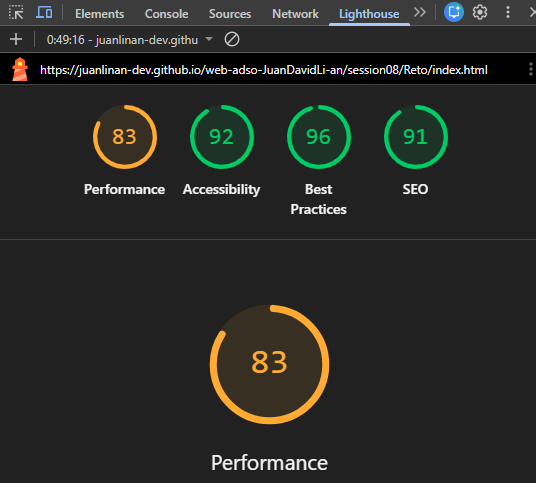 Elements Console Sources Network Lighthouse
0:49:16 - juanlinan-dev.githu
https://juanlinan-dev.github.io/web-adso-JuanDavidLi-an/session08/Reto/index.html
83 92 96 91
Performance Accessibility Best Practices SEO
83
Performance